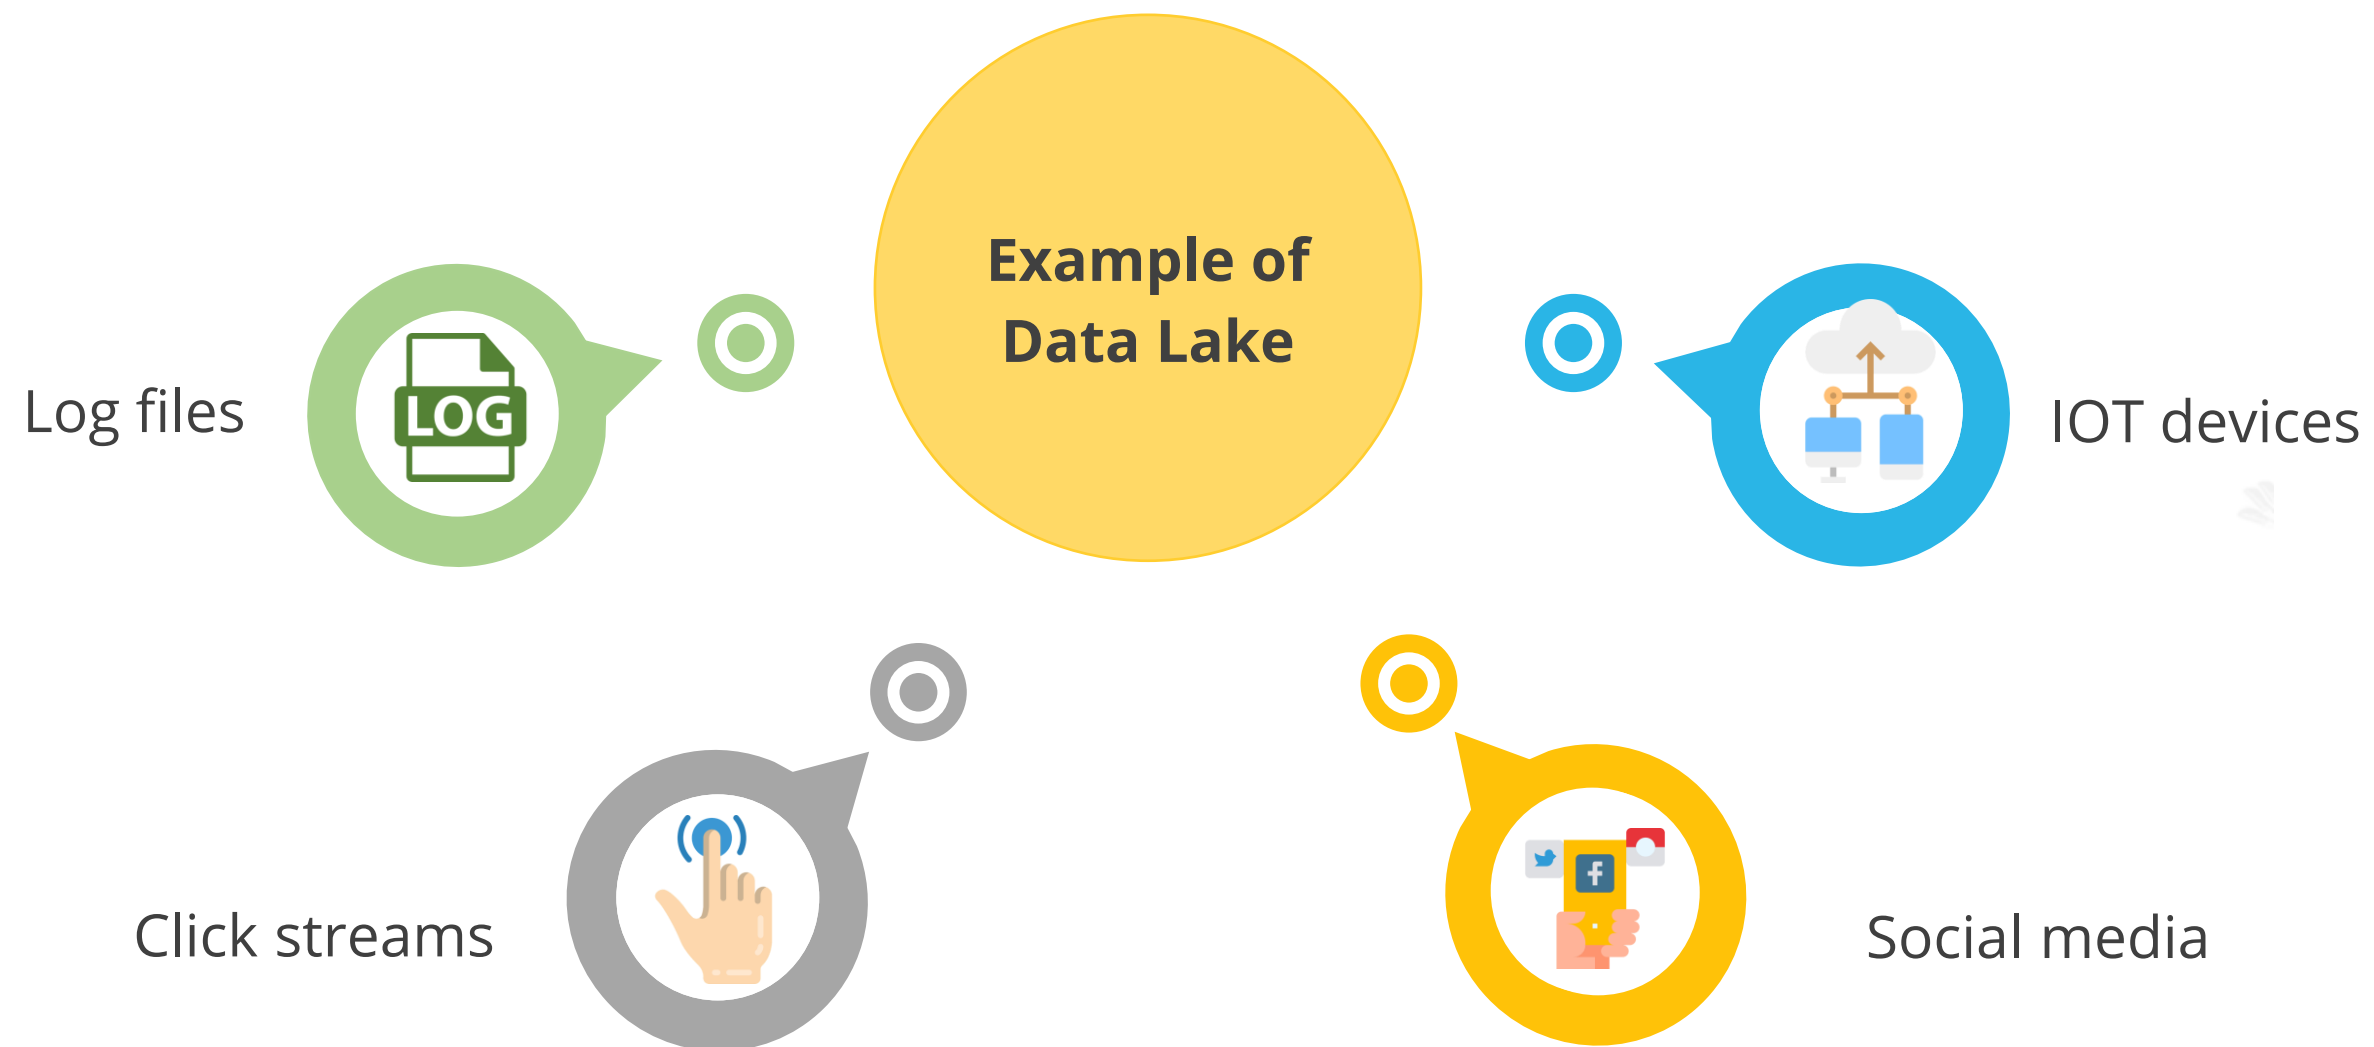 Example of
Data Lake
Log files
LOG
IOT devices
Click streams
Social media